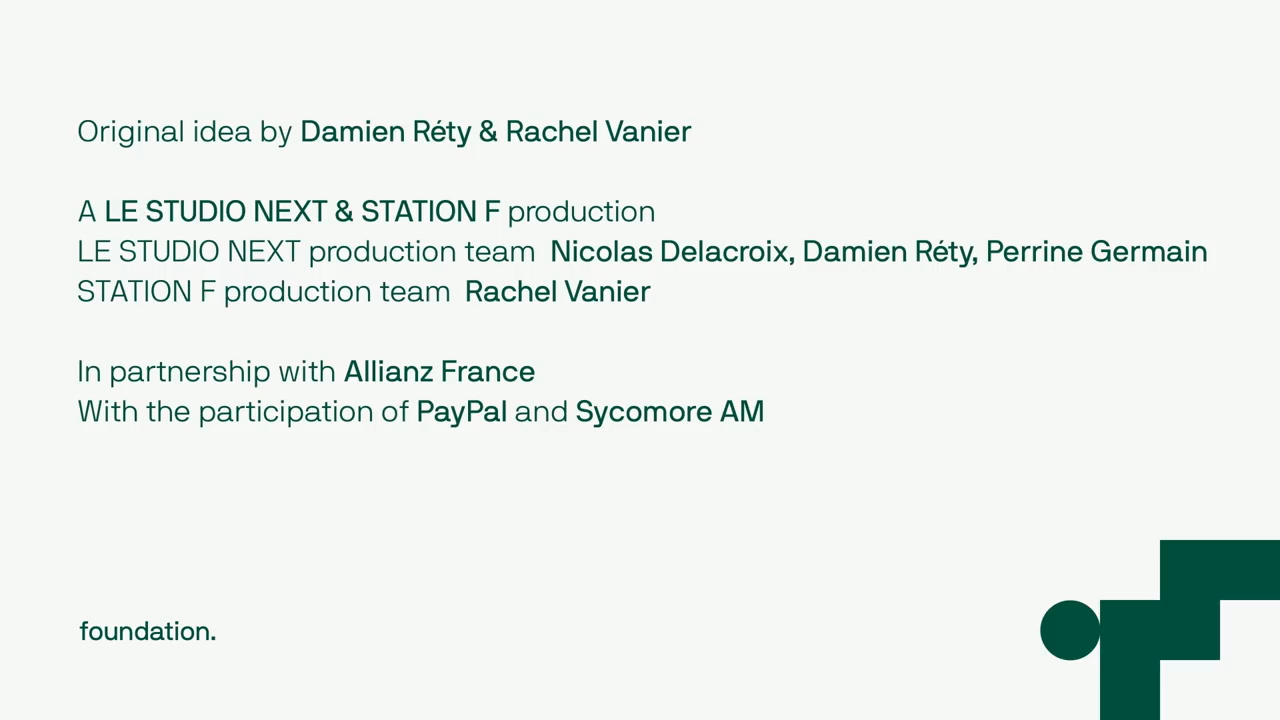 Original idea by Damien Réty & Rachel Vanier
A LE STUDIO NEXT & STATION F production
LE STUDIO NEXT production team Nicolas Delacroix, Damien Réty, Perrine Germain
STATION F production team Rachel Vanier
In partnership with Allianz France
With the participation of PayPal and Sycomore AM
foundation.